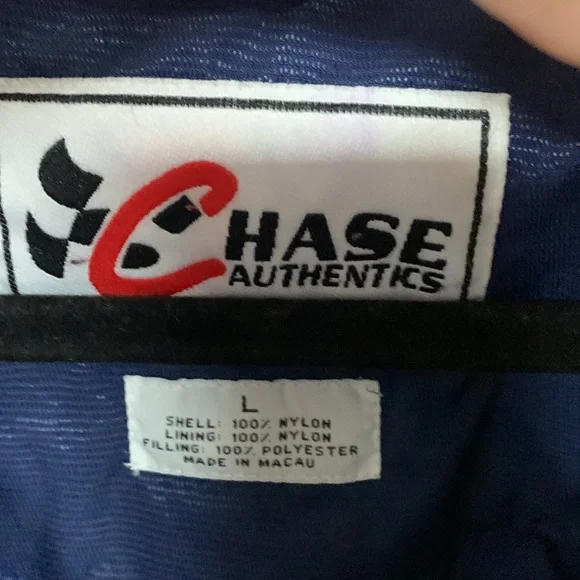 CHASE
AUTHENTICS
L
SHELL: 100% NYLON
LINING: 100% NYLON
FILLING: 100% POLYESTER
MADE IN MACAU